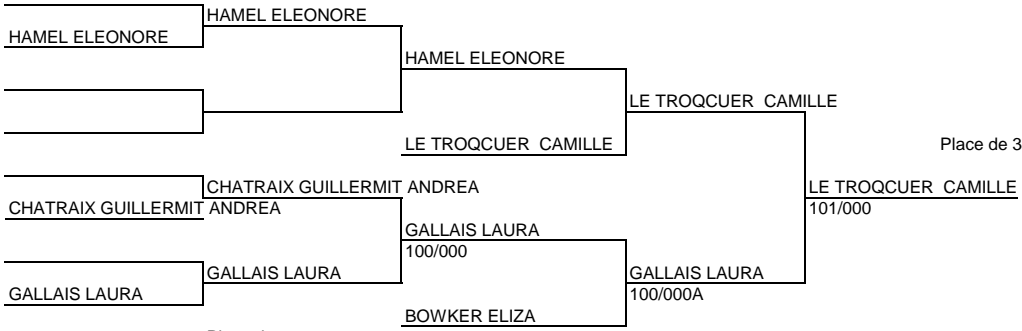 HAMEL ELEONORE
HAMEL ELEONORE
HAMEL ELEONORE
LE TROQCUER CAMILLE
LE TROQCUER CAMILLE
Place de 3
CHATRAIX GUILLERMIT ANDREA
LE TROQCUER CAMILLE
CHATRAIX GUILLERMIT ANDREA
101/000
GALLAIS LAURA
100/000
GALLAIS LAURA
GALLAIS LAURA
GALLAIS LAURA
100/000A
BOWKER ELIZA